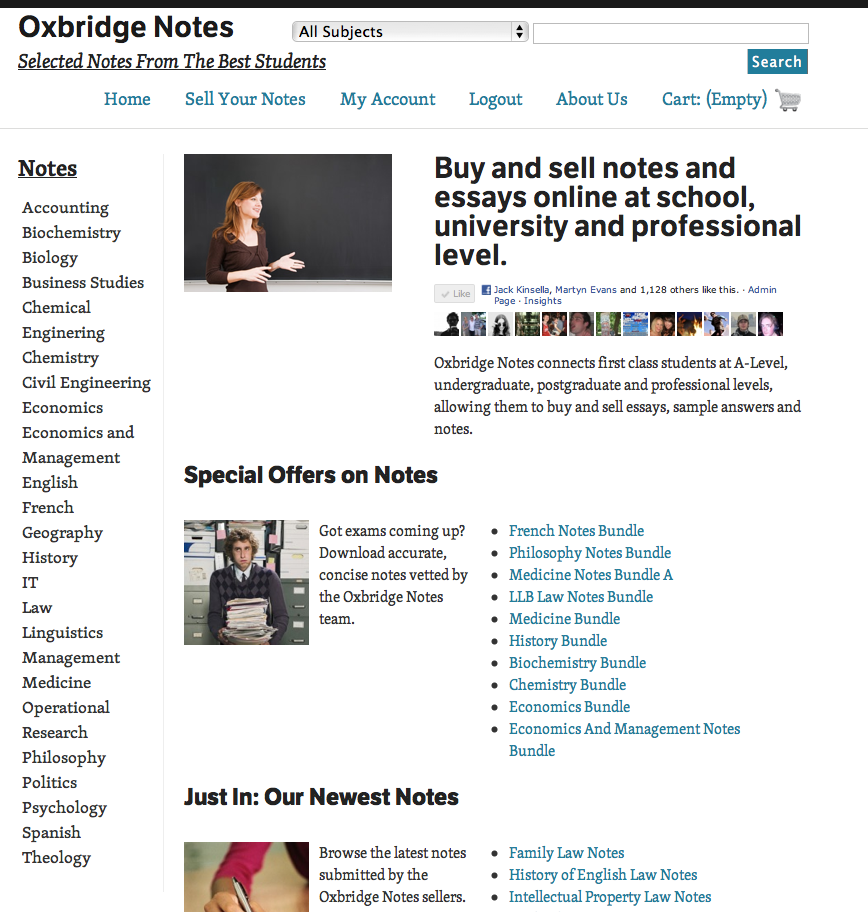 Oxbridge Notes
All Subjects
Selected Notes From The Best Students
Search
Home Sell Your Notes My Account Logout About Us Cart: (Empty)
Notes
Accounting
Biochemistry
Biology
Business Studies
Chemical
Enginering
Chemistry
Civil Engineering
Economics
Economics and
Management
English
French
Geography
History
IT
Law
Linguistics
Management
Medicine
Operational
Research
Philosophy
Politics
Psychology
Spanish
Theology
Buy and sell notes and
essays online at school,
university and professional
level.
Like
Jack Kinsella, Martyn Evans and 1,128 others like this. · Admin
Page · Insights
Oxbridge Notes connects first class students at A-Level,
undergraduate, postgraduate and professional levels,
allowing them to buy and sell essays, sample answers and
notes.
Special Offers on Notes
Got exams coming up?
Download accurate,
concise notes vetted by
the Oxbridge Notes
team.
French Notes Bundle
Philosophy Notes Bundle
Medicine Notes Bundle A
LLB Law Notes Bundle
Medicine Bundle
History Bundle
Biochemistry Bundle
Chemistry Bundle
Economics Bundle
Economics And Management Notes
Bundle
Just In: Our Newest Notes
Browse the latest notes
submitted by the
Oxbridge Notes sellers.
Family Law Notes
History of English Law Notes
Intellectual Property Law Notes